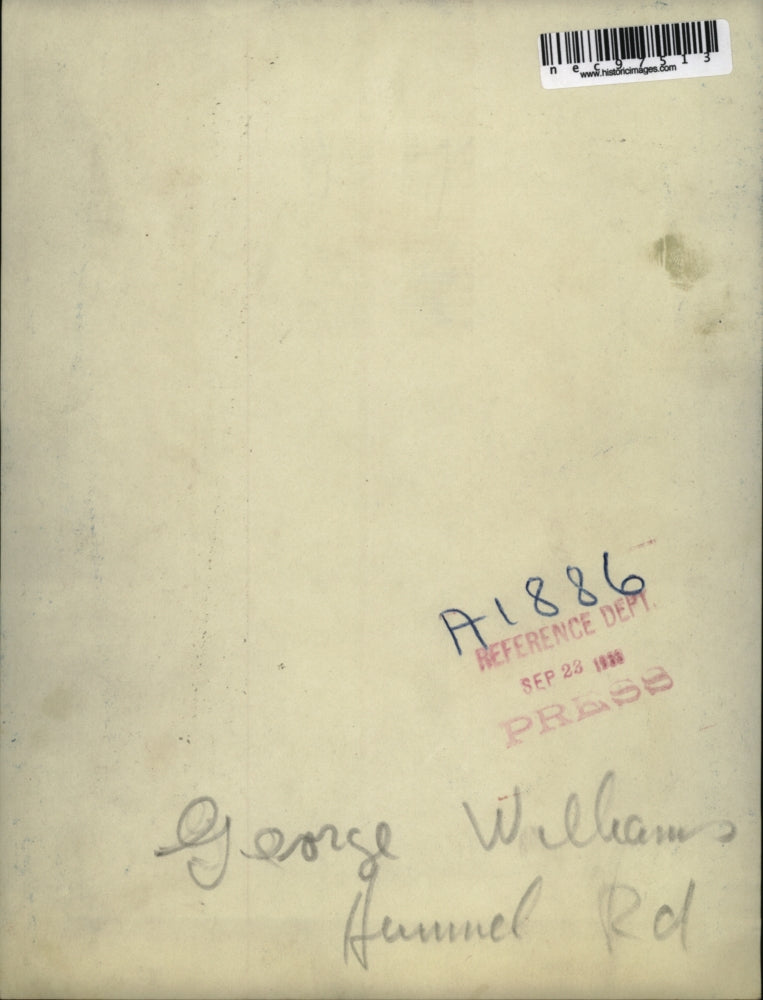 nec97513
www.historicimages.com
A1886
REFERENCE DEPT.
SEP 23
PRESS
George Williams
Hummel Rd